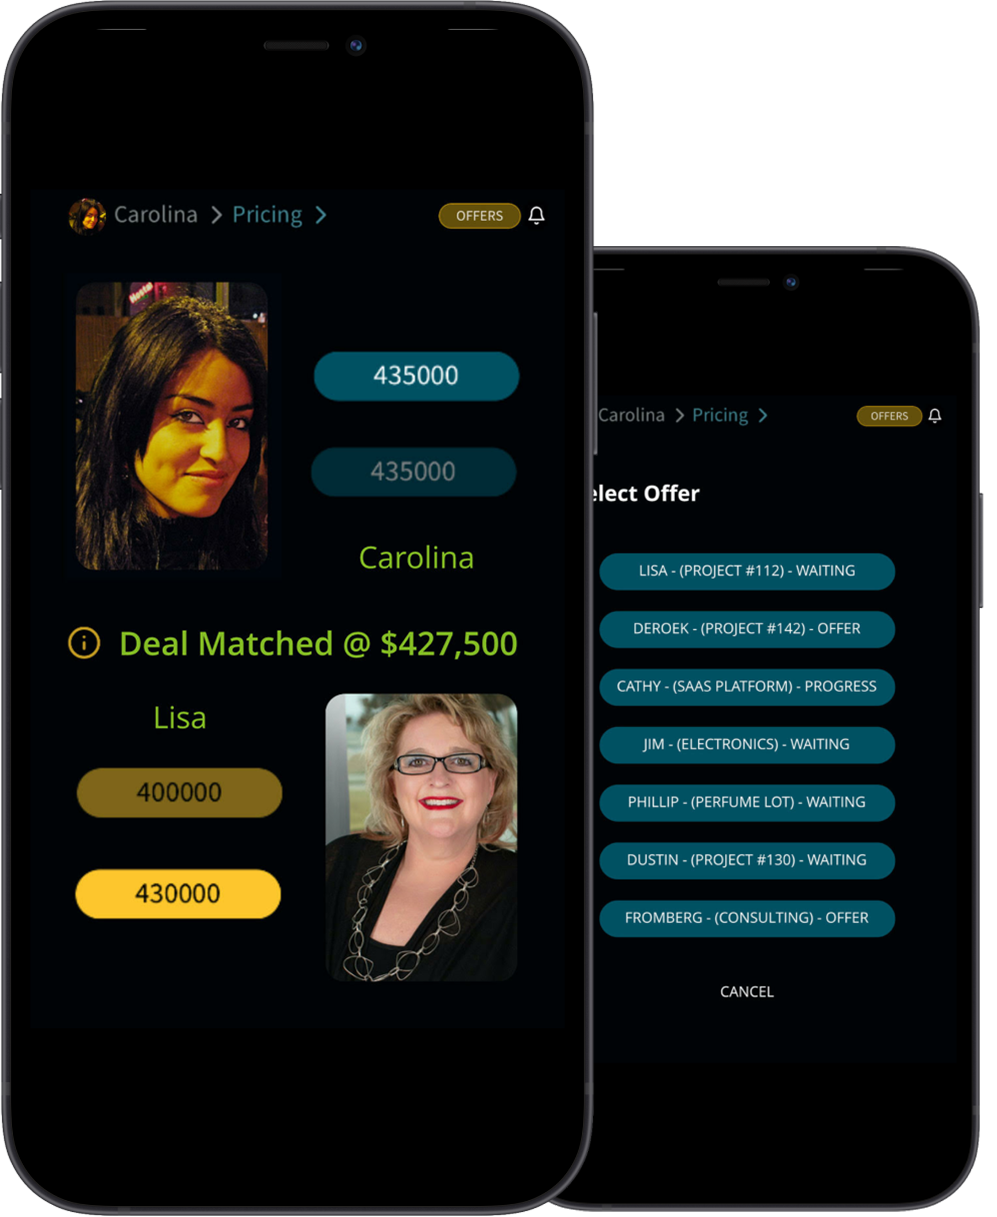 Carolina > Pricing >
OFFERS
435000
435000
Carolina
Deal Matched @ $427,500
Lisa
400000
430000
Carolina > Pricing >
OFFERS
elect Offer
LISA - (PROJECT #112) - WAITING
DEROEK - (PROJECT #142) - OFFER
CATHY - (SAAS PLATFORM) - PROGRESS
JIM - (ELECTRONICS) - WAITING
PHILLIP - (PERFUME LOT) - WAITING
DUSTIN - (PROJECT #130) - WAITING
FROMBERG - (CONSULTING) - OFFER
CANCEL